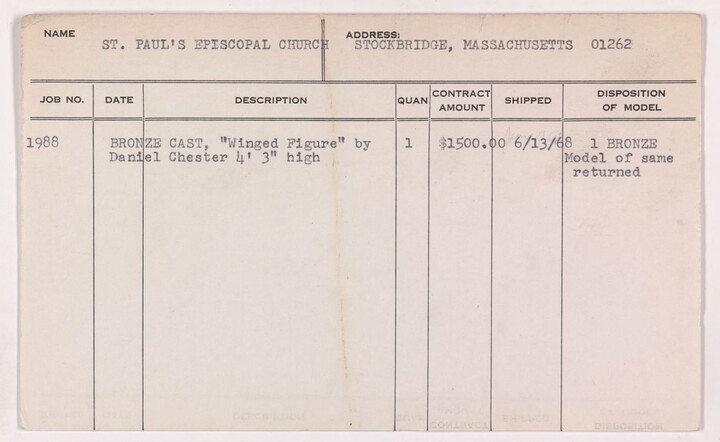 NAME ST. PAUL'S EPISCOPAL CHURCH ADDRESS: STOCKBRIDGE, MASSACHUSETTS 01262
JOB NO. DATE DESCRIPTION QUAN CONTRACT AMOUNT SHIPPED DISPOSITION OF MODEL
1988 BRONZE CAST, "Winged Figure" by 1 $1500.00 6/13/68 1 BRONZE
Daniel Chester 4' 3" high Model of same
returned